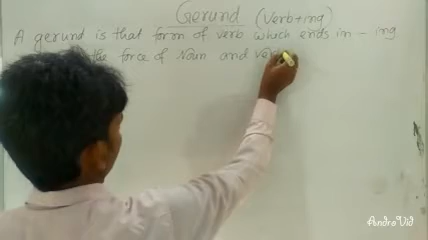 Gerund (Verb+ing)
A gerund is that form of verb which ends in - ing
the force of Noun and ver
AndroVid